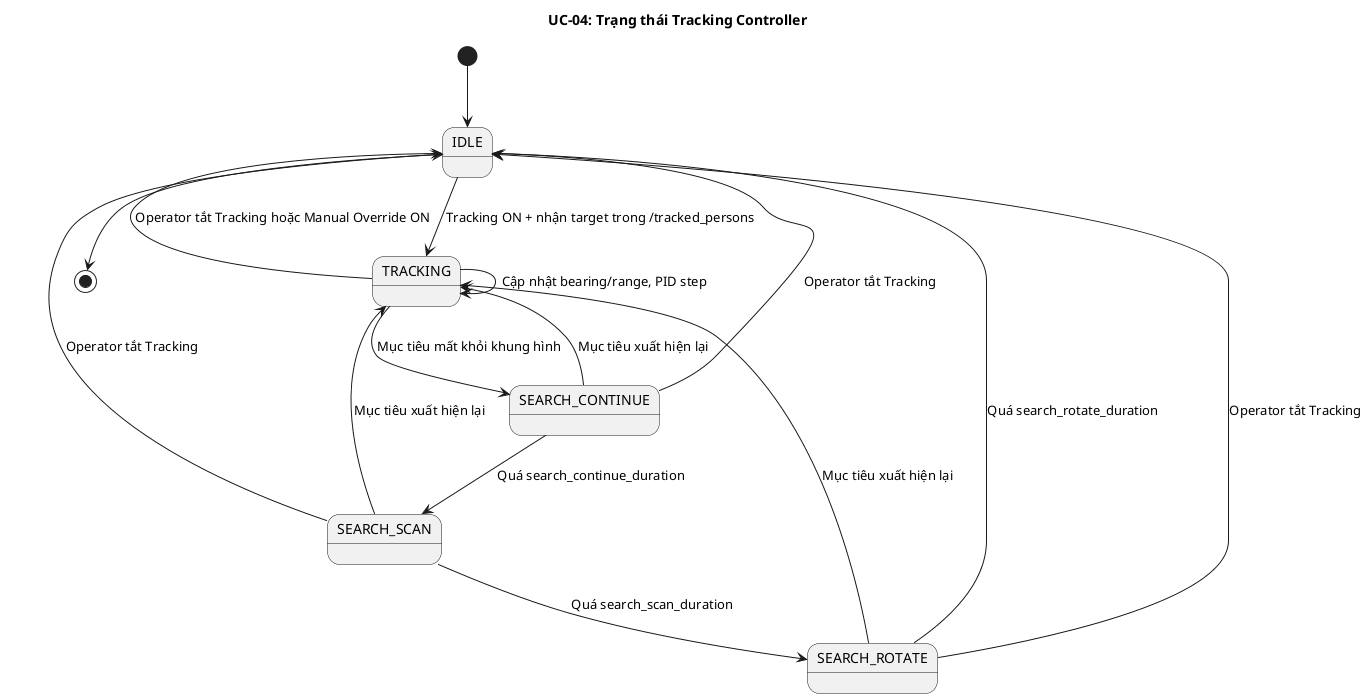 UC-04: Trạng thái Tracking Controller
IDLE
Operator tắt Tracking hoặc Manual Override ON
Tracking ON + nhận target trong /tracked_persons
TRACKING
Cập nhật bearing/range, PID step
Operator tắt Tracking
Operator tắt Tracking
Mục tiêu mất khỏi khung hình
Mục tiêu xuất hiện lại
SEARCH_CONTINUE
Mục tiêu xuất hiện lại
Quá search_rotate_duration
Operator tắt Tracking
Quá search_continue_duration
Mục tiêu xuất hiện lại
SEARCH_SCAN
Quá search_scan_duration
SEARCH_ROTATE